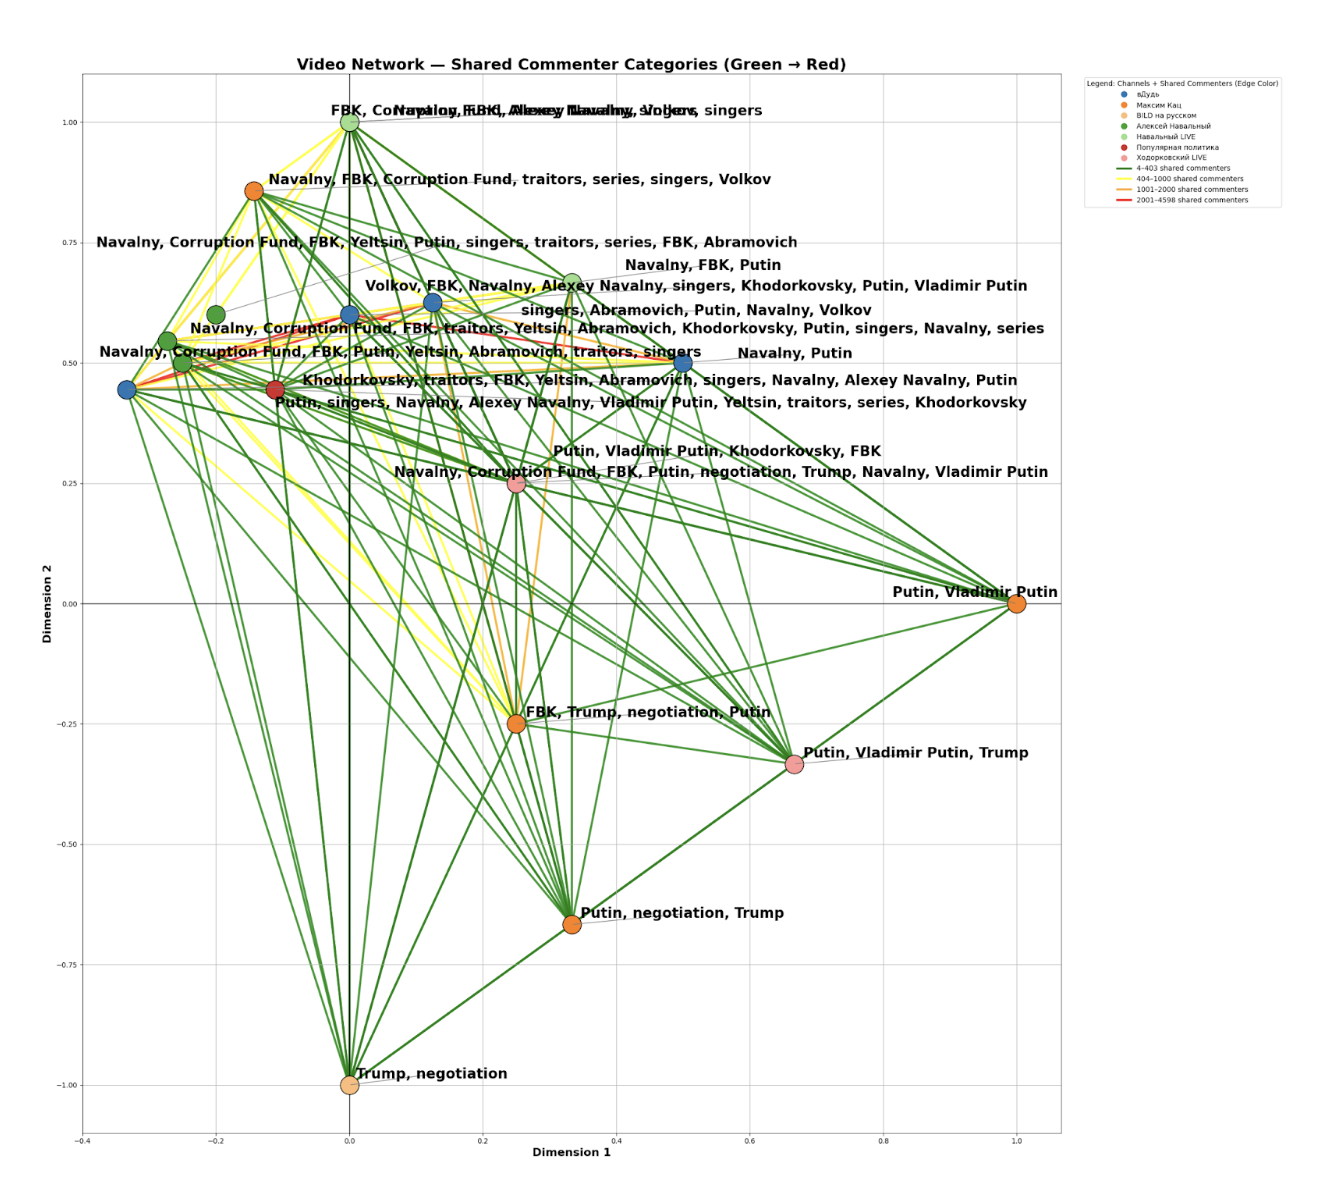 Video Network — Shared Commenter Categories (Green → Red)
Legend: Channels + Shared Commenters (Edge Color)
вДудь
Максим Кац
BILD на русском
Алексей Навальный
Навальный LIVE
Популярная политика
Ходорковский LIVE
4–403 shared commenters
404–1000 shared commenters
1001–2000 shared commenters
2001–4598 shared commenters
FBK, singers
Navalny, FBK, Corruption Fund, traitors, series, singers, Volkov
Navalny, Corruption Fund, FBK, Yeltsin, Putin, singers, traitors, series, FBK, Abramovich
Navalny, FBK, Putin
Volkov, FBK, Navalny, Alexey Navalny, singers, Khodorkovsky, Putin, Vladimir Putin
singers, Abramovich, Putin, Navalny, Volkov
Navalny, Corruption Fund, FBK, traitors, Yeltsin, Abramovich, Khodorkovsky, Putin, singers, Navalny, series
Navalny, Corruption Fund, FBK, Putin, Yeltsin, Abramovich, traitors, singers
Navalny, Putin
Khodorkovsky, traitors, FBK, Yeltsin, Abramovich, singers, Navalny, Alexey Navalny, Putin
Putin, singers, Navalny, Alexey Navalny, Vladimir Putin, Yeltsin, traitors, series, Khodorkovsky
Putin, Vladimir Putin, Khodorkovsky, FBK
Navalny, Corruption Fund, FBK, Putin, negotiation, Trump, Navalny, Vladimir Putin
Putin, Vladimir Putin
FBK, Trump, negotiation, Putin
Putin, Vladimir Putin, Trump
Putin, negotiation, Trump
Trump, negotiation
1.00
0.75
0.50
0.25
0.00
−0.25
−0.50
−0.75
−1.00
Dimension 2
−0.4 −0.2 0.0 0.2 0.4 0.6 0.8 1.0
Dimension 1